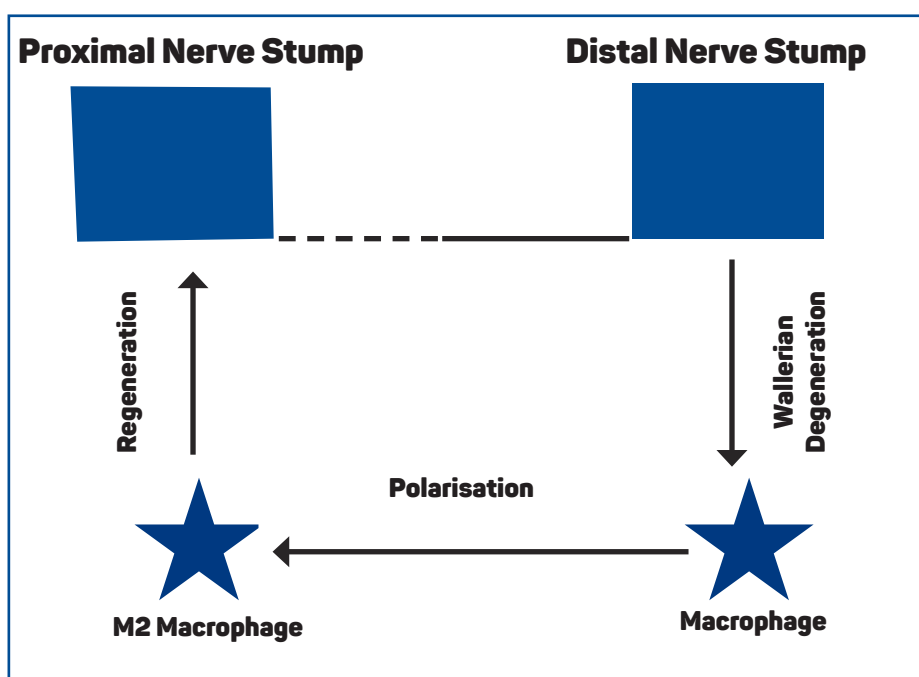 Proximal Nerve Stump
Distal Nerve Stump
Regeneration
Wallerian
Degeneration
Polarisation
M2 Macrophage
Macrophage